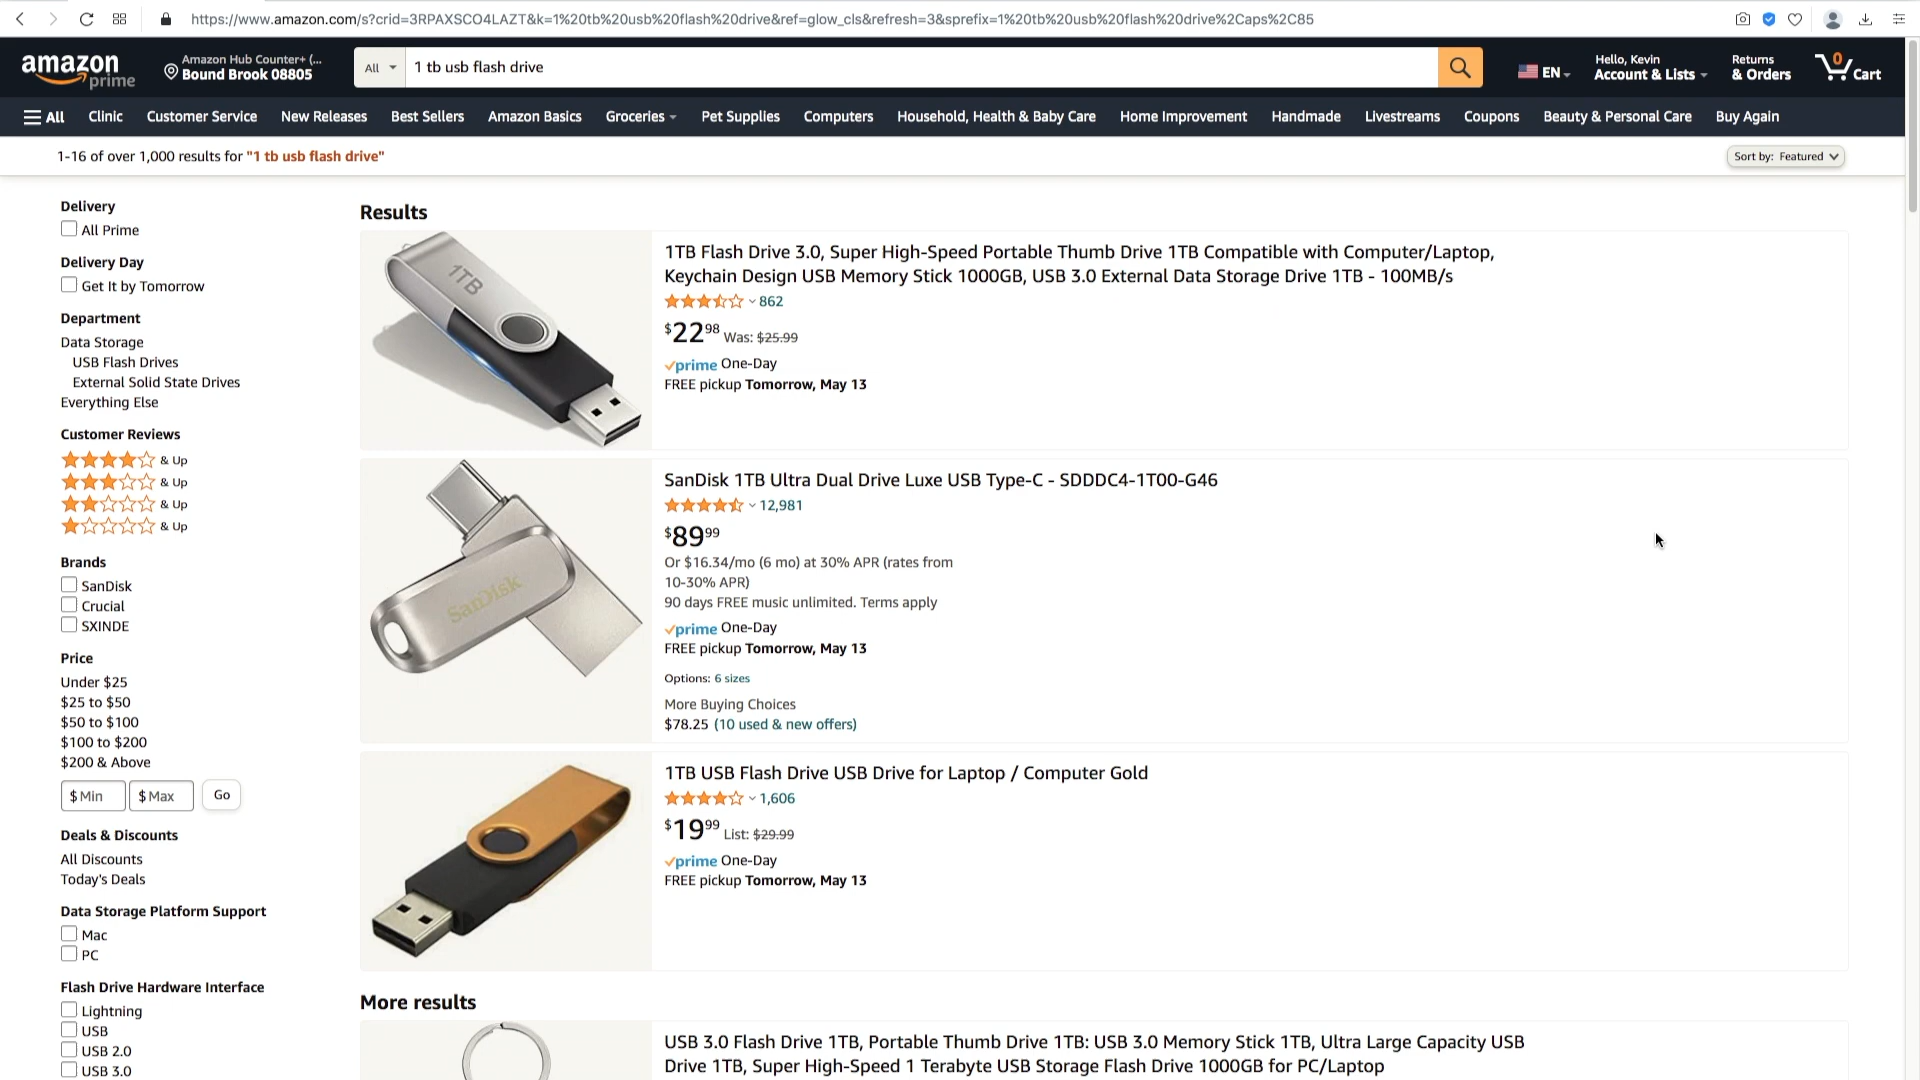 https://www.amazon.com/s?crid=3RPAXSCO4LAZT&k=1%20tb%20usb%20flash%20drive&ref=glow_cls&refresh=3&sprefix=1%20tb%20usb%20flash%20drive%2Caps%2C85
amazon prime
Amazon Hub Counter+ (...
Bound Brook 08805
All
1 tb usb flash drive
EN
Hello, Kevin
Account & Lists
Returns
& Orders
0
Cart
All Clinic Customer Service New Releases Best Sellers Amazon Basics Groceries Pet Supplies Computers Household, Health & Baby Care Home Improvement Handmade Livestreams Coupons Beauty & Personal Care Buy Again
1-16 of over 1,000 results for "1 tb usb flash drive"
Sort by: Featured
Delivery
All Prime
Delivery Day
Get It by Tomorrow
Department
Data Storage
USB Flash Drives
External Solid State Drives
Everything Else
Customer Reviews
& Up
& Up
& Up
& Up
Brands
SanDisk
Crucial
SXINDE
Price
Under $25
$25 to $50
$50 to $100
$100 to $200
$200 & Above
$ Min $ Max Go
Deals & Discounts
All Discounts
Today's Deals
Data Storage Platform Support
Mac
PC
Flash Drive Hardware Interface
Lightning
USB
USB 2.0
USB 3.0
Results
1TB
1TB Flash Drive 3.0, Super High-Speed Portable Thumb Drive 1TB Compatible with Computer/Laptop,
Keychain Design USB Memory Stick 1000GB, USB 3.0 External Data Storage Drive 1TB - 100MB/s
862
$22 98 Was: $25.99
prime One-Day
FREE pickup Tomorrow, May 13
SanDisk
SanDisk 1TB Ultra Dual Drive Luxe USB Type-C - SDDDC4-1T00-G46
12,981
$89 99
Or $16.34/mo (6 mo) at 30% APR (rates from
10-30% APR)
90 days FREE music unlimited. Terms apply
prime One-Day
FREE pickup Tomorrow, May 13
Options: 6 sizes
More Buying Choices
$78.25 (10 used & new offers)
1TB USB Flash Drive USB Drive for Laptop / Computer Gold
1,606
$19 99 List: $29.99
prime One-Day
FREE pickup Tomorrow, May 13
More results
USB 3.0 Flash Drive 1TB, Portable Thumb Drive 1TB: USB 3.0 Memory Stick 1TB, Ultra Large Capacity USB
Drive 1TB, Super High-Speed 1 Terabyte USB Storage Flash Drive 1000GB for PC/Laptop